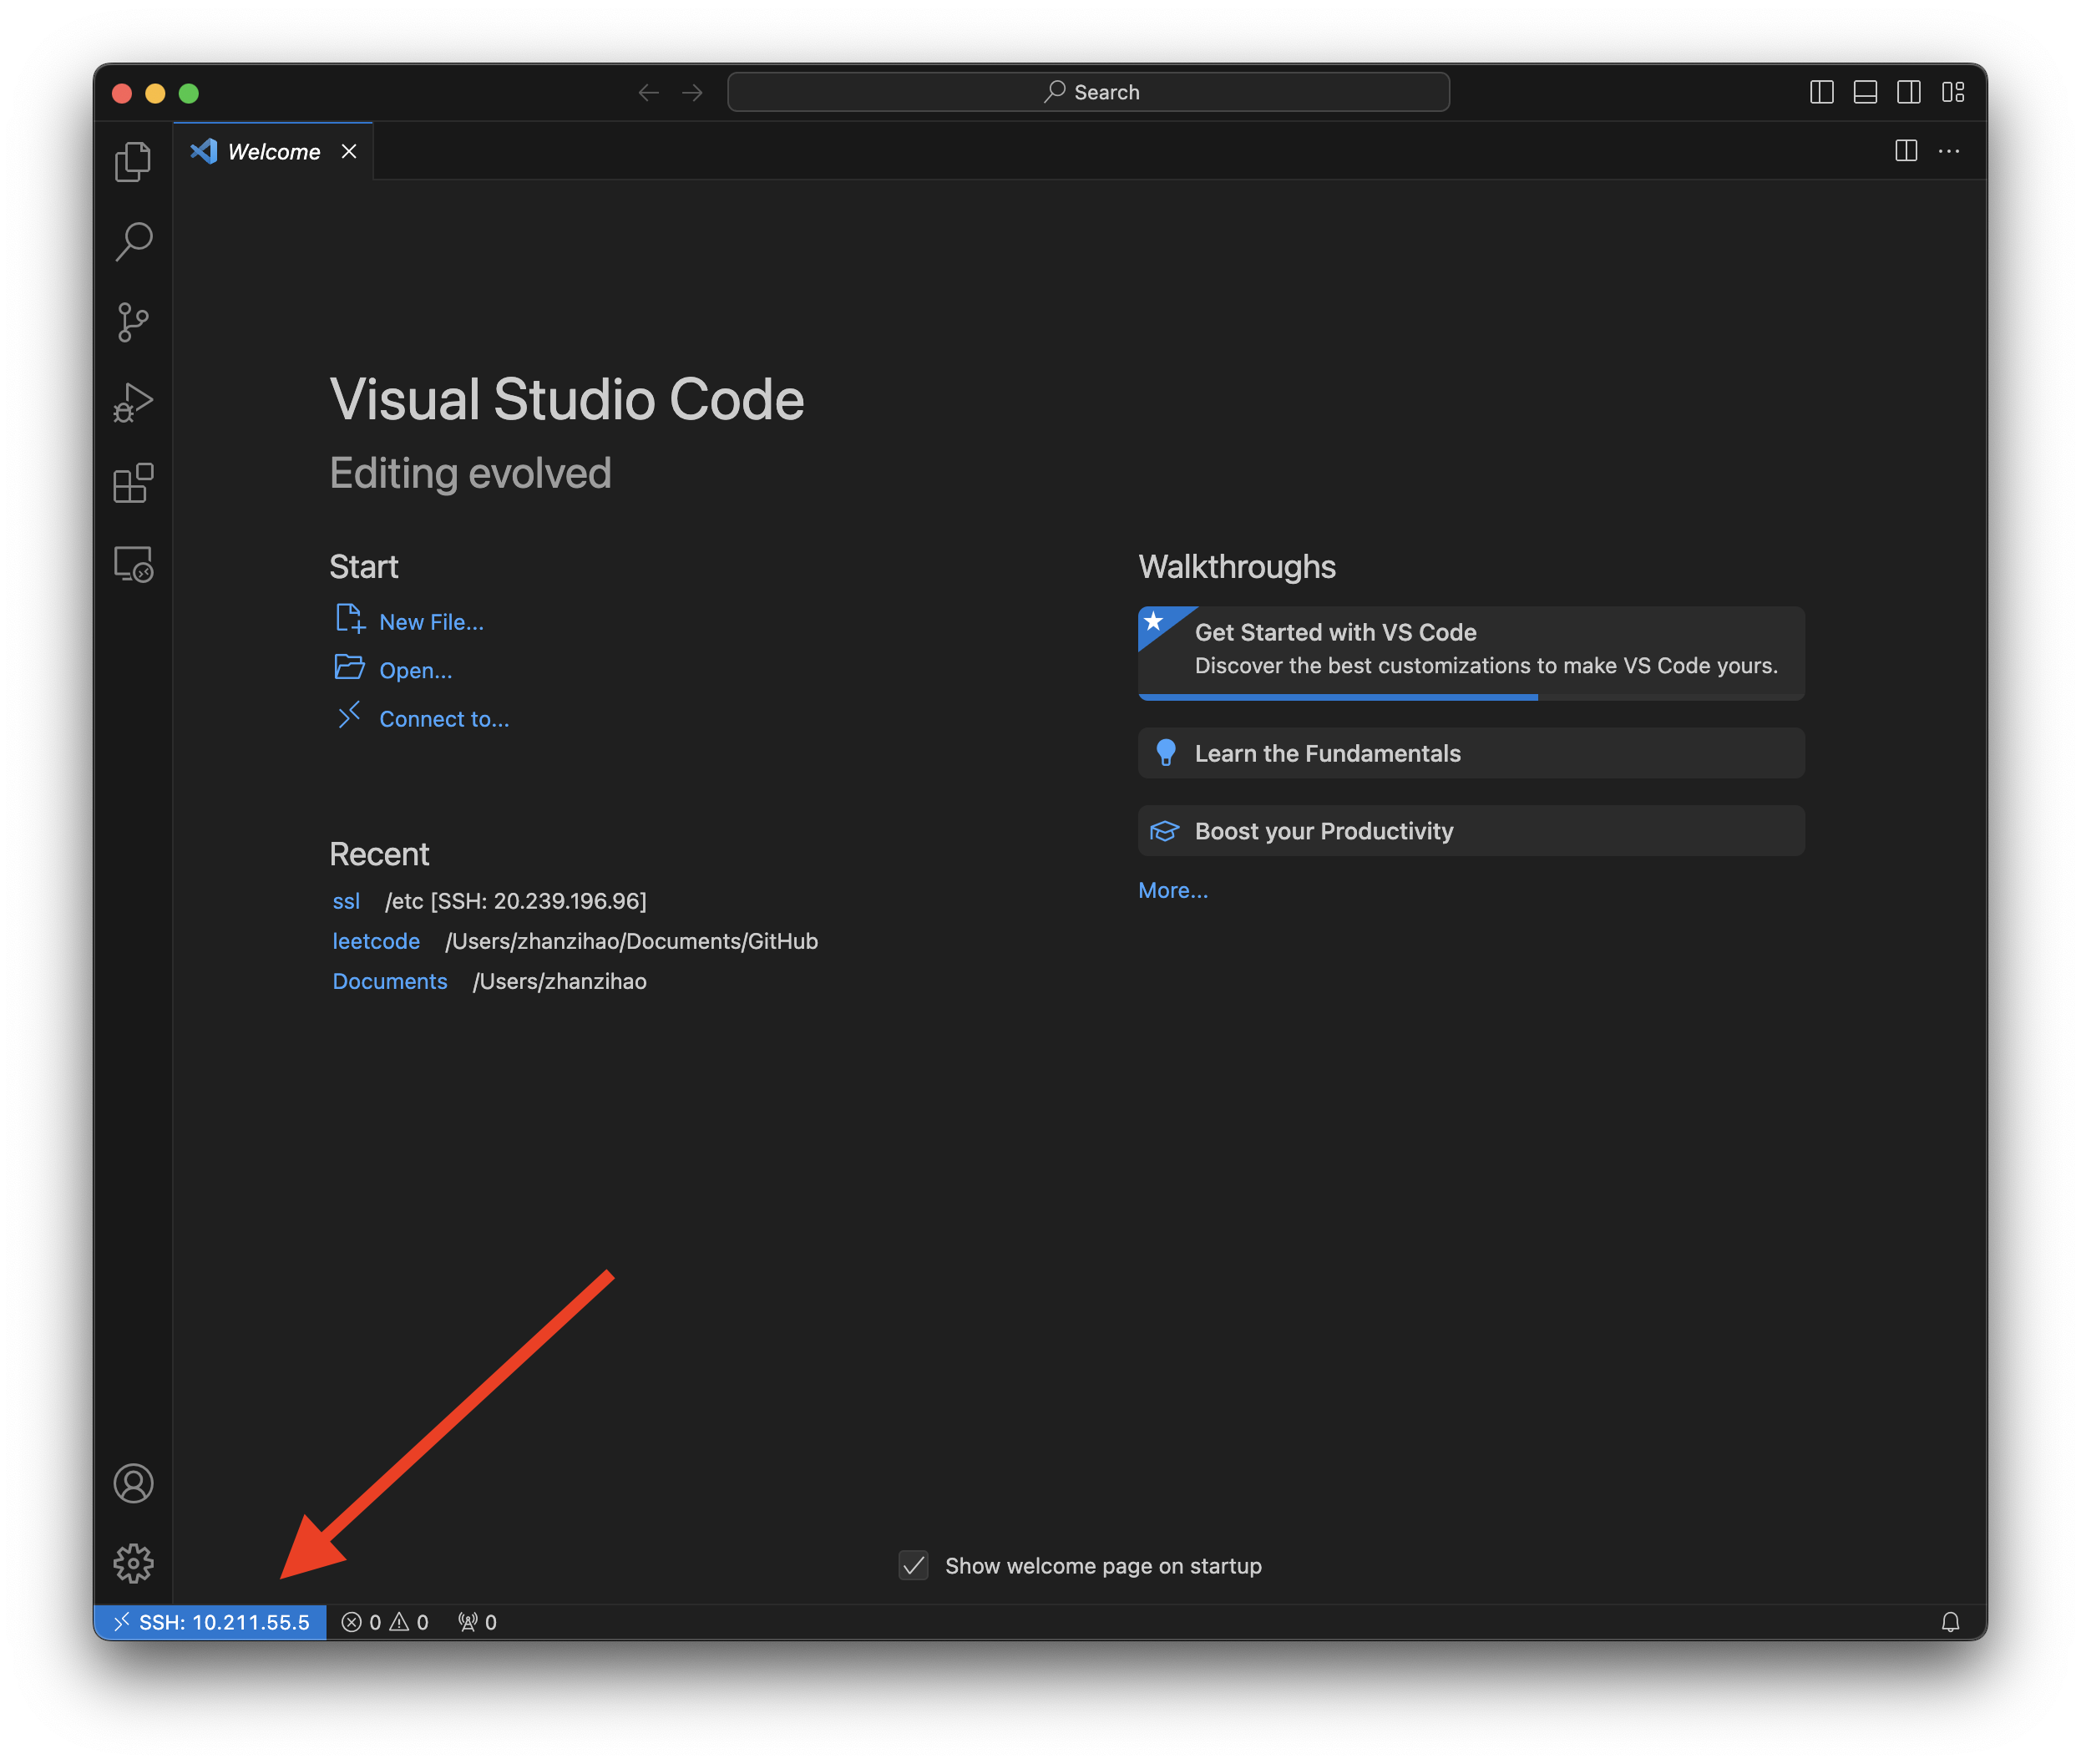 Search
Welcome
Visual Studio Code
Editing evolved
Start
New File...
Open...
Connect to...
Recent
ssl /etc [SSH: 20.239.196.96]
leetcode /Users/zhanzihao/Documents/GitHub
Documents /Users/zhanzihao
Walkthroughs
Get Started with VS Code
Discover the best customizations to make VS Code yours.
Learn the Fundamentals
Boost your Productivity
More...
Show welcome page on startup
SSH: 10.211.55.5 0 0 0